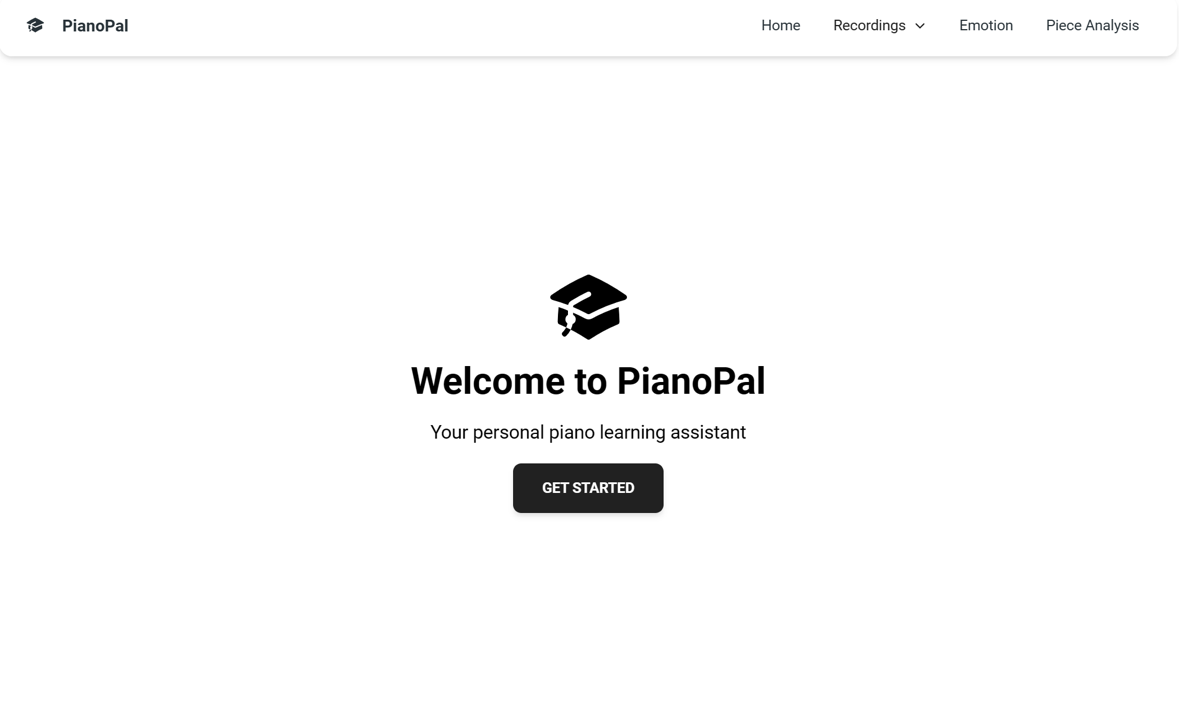 PianoPal
Home Recordings Emotion Piece Analysis
Welcome to PianoPal
Your personal piano learning assistant
GET STARTED